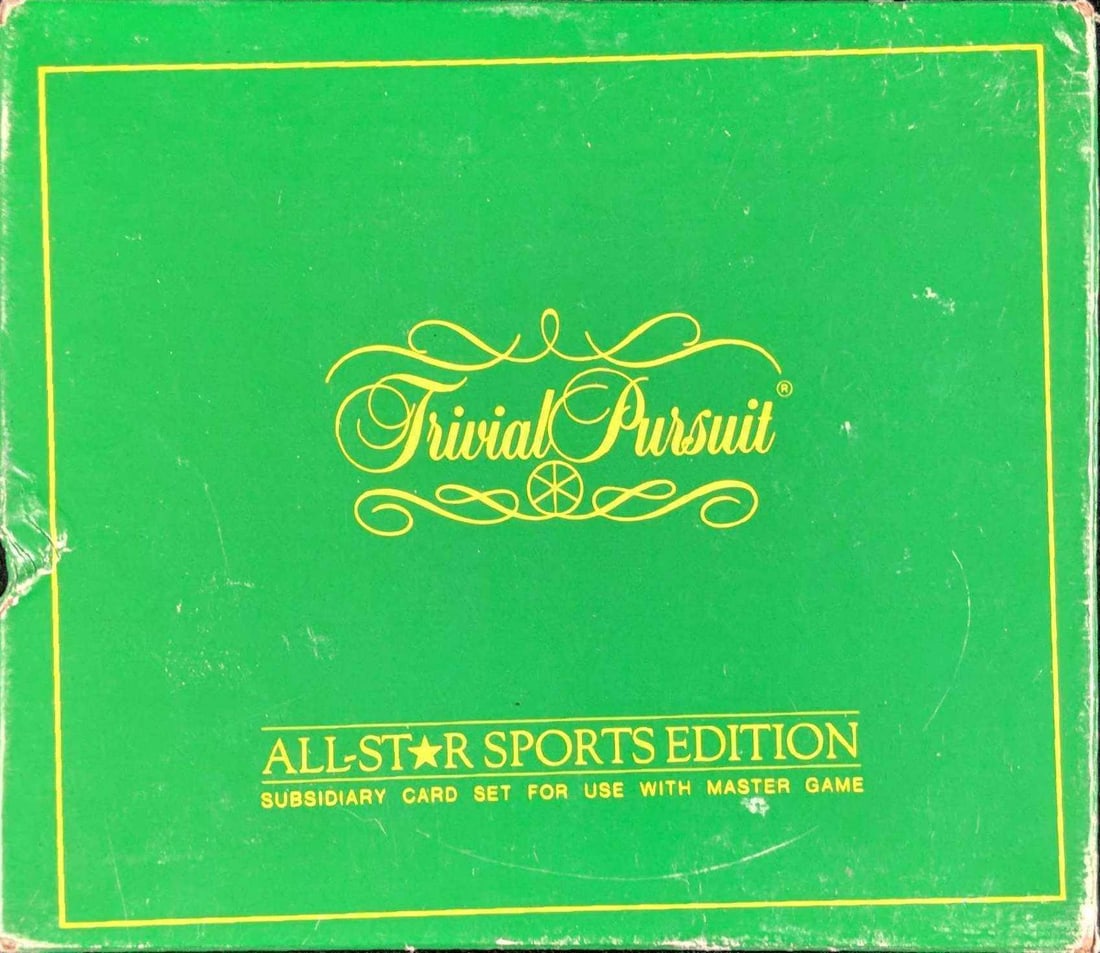 Trivial Pursuit ®
ALL-ST★R SPORTS EDITION
SUBSIDIARY CARD SET FOR USE WITH MASTER GAME